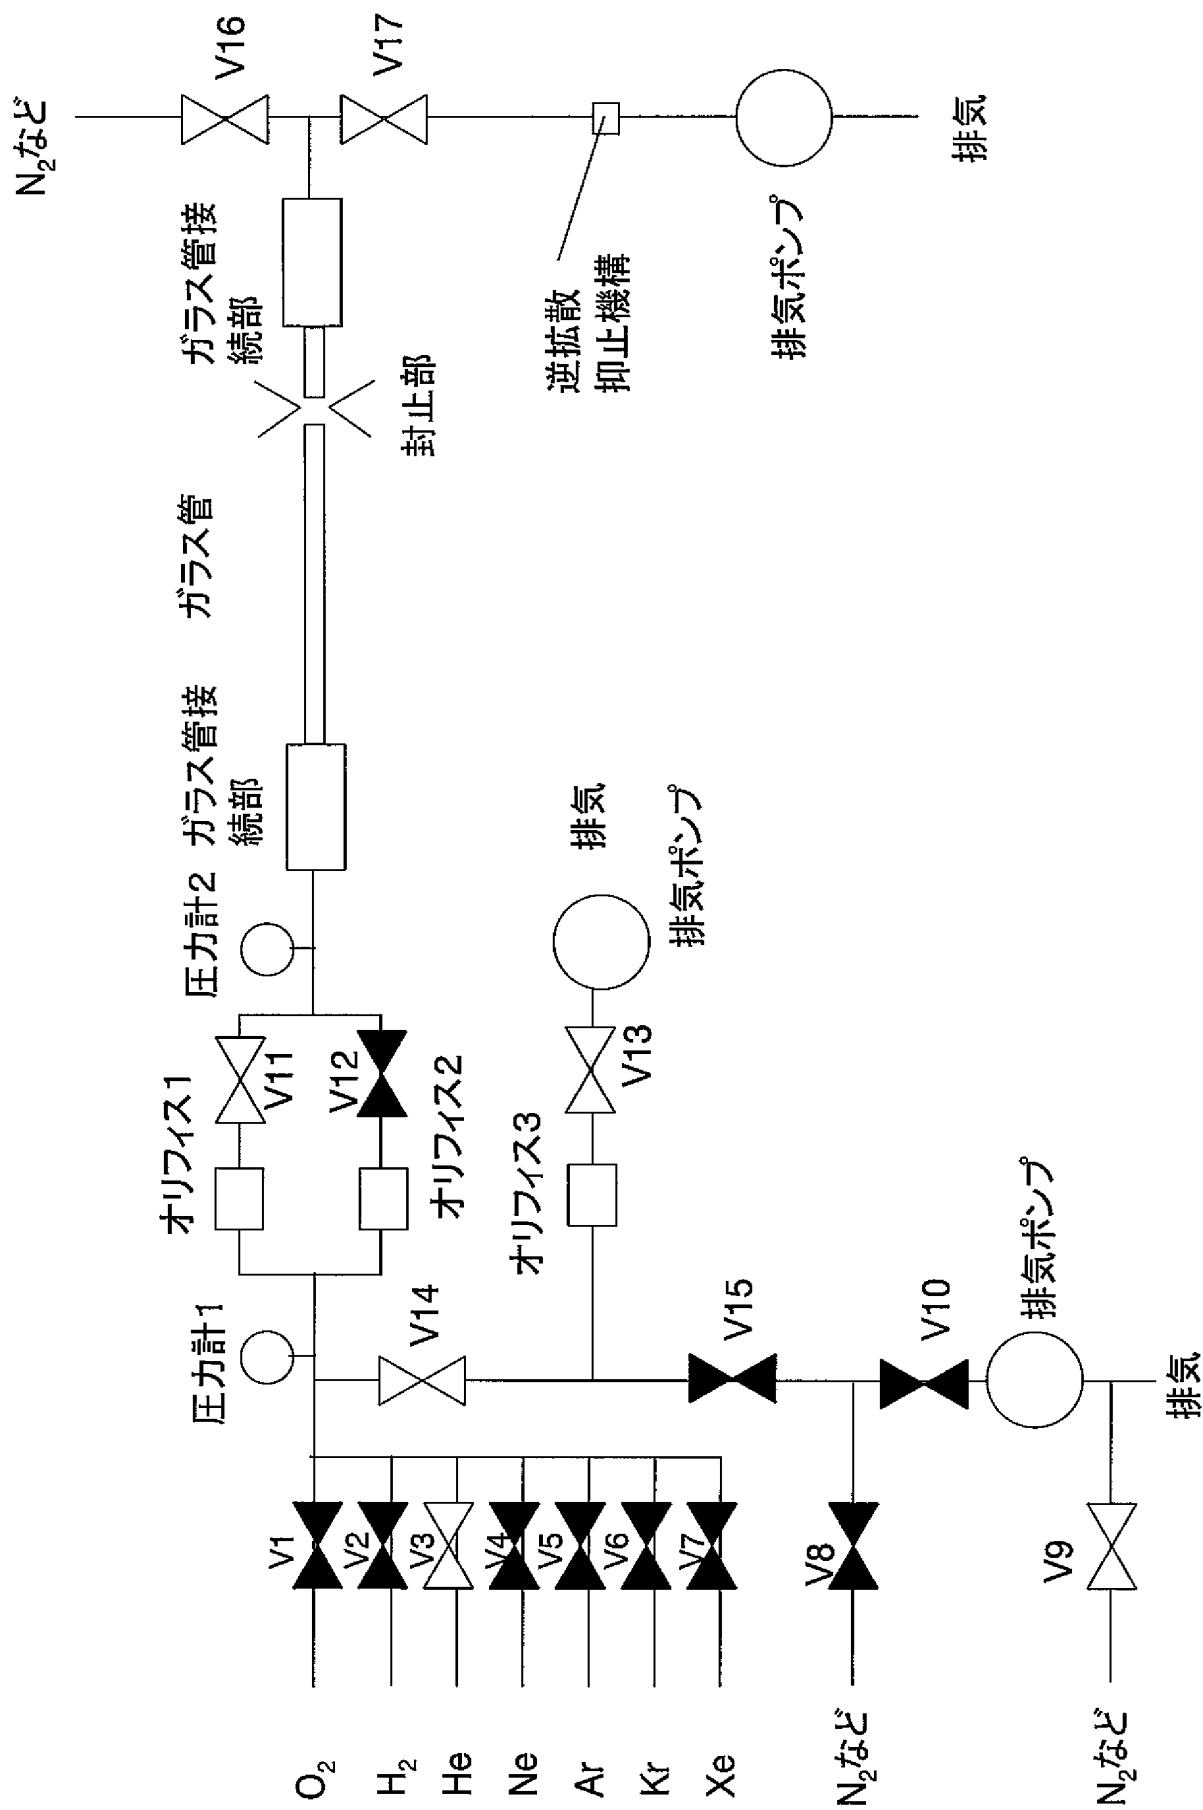 N₂など
V16
V17
排気
排気ポンプ
逆拡散
抑止機構
ガラス管接
続部
封止部
ガラス管
ガラス管接
続部
圧力計2
オリフィス1
V11
V12
オリフィス2
排気
排気ポンプ
V13
オリフィス3
圧力計1
V14
V15
V10
排気ポンプ
排気
V1
V2
V3
V4
V5
V6
V7
V8
V9
O₂
H₂
He
Ne
Ar
Kr
Xe
N₂など
N₂など